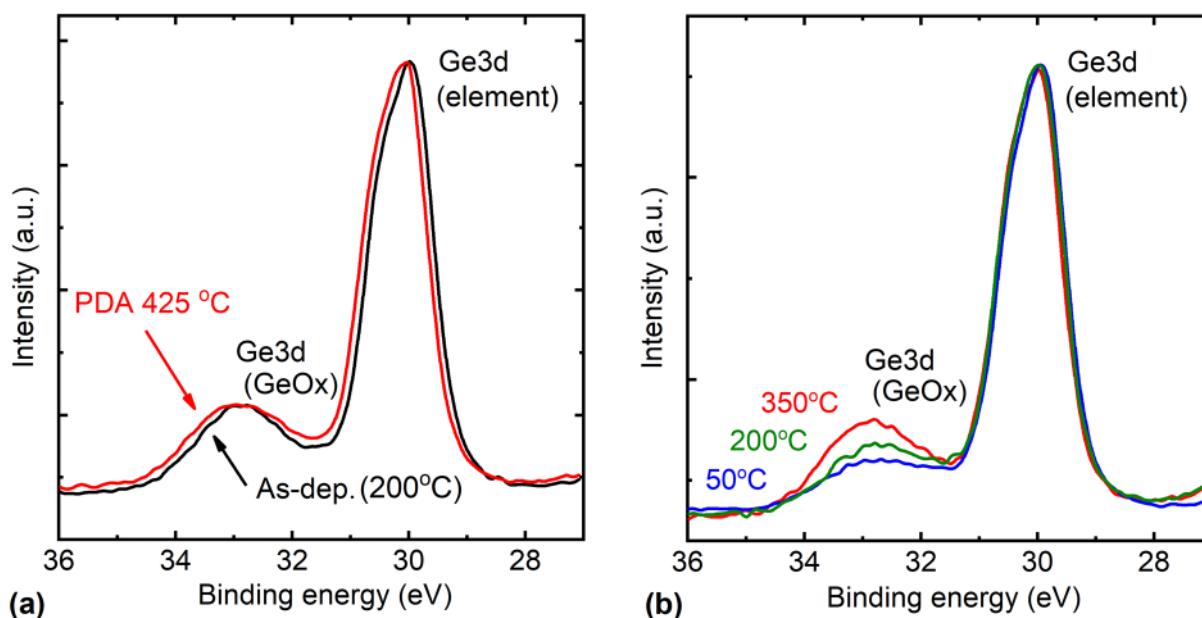 Ge3d
(element)
PDA 425 °C
Ge3d
(GeOx)
As-dep. (200°C)
Intensity (a.u.)
36
34
32
30
28
Binding energy (eV)
(a)
Ge3d
(element)
Ge3d
(GeOx)
350°C
200°C
50°C
Intensity (a.u.)
36
34
32
30
28
Binding energy (eV)
(b)